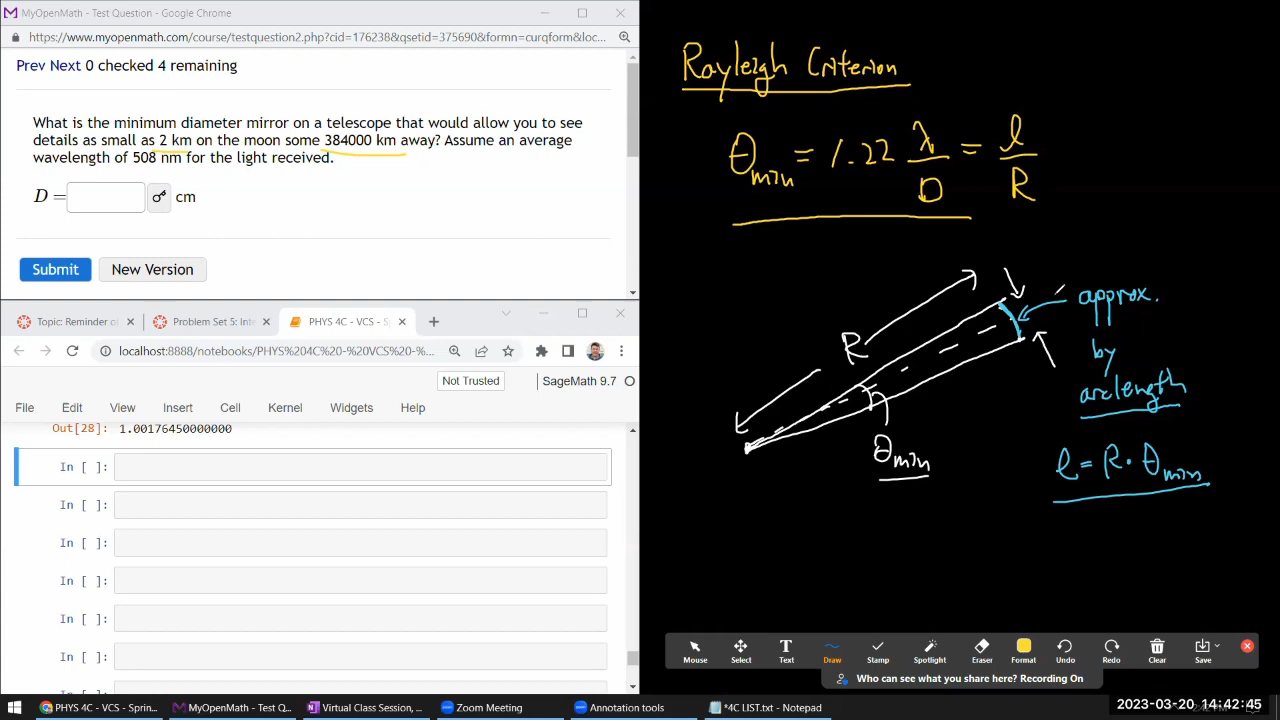 MyOpenMath - Test Question - Google Chrome
https://www.myopenmath.com/course/testquestion2.php?cid=176238&qsetid=375690&formn=curqform&loc...
Prev Next 0 checked 4 remaining
What is the minimum diameter mirror on a telescope that would allow you to see
details as small as 2 km on the moon some 384000 km away? Assume an average
wavelength of 508 nm for the light received.
D = cm
Submit New Version
Topic: Reminder o Problem Set 5: Inter PHYS 4C - VCS - S
localhost:8888/notebooks/PHYS%204C%20-%20VCS%20-%...
Not Trusted SageMath 9.7
File Edit View Insert Cell Kernel Widgets Help
Out[28]: 1.00176450000000
In [ ]:
In [ ]:
In [ ]:
In [ ]:
In [ ]:
In [ ]:
Rayleigh Criterion
θmin = 1.22 λ/D = l/R
R
θmin
approx.
by
arclength
l = R · θmin
Mouse Select Text Draw Stamp Spotlight Eraser Format Undo Redo Clear Save
Who can see what you share here? Recording On
PHYS 4C - VCS - Sprin... MyOpenMath - Test Q... Virtual Class Session, ... Zoom Meeting Annotation tools *4C LIST.txt - Notepad
2023-03-20 14:42:45